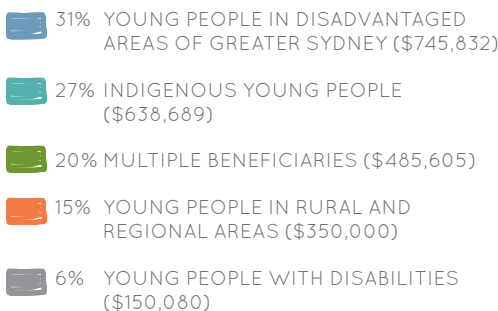 31% YOUNG PEOPLE IN DISADVANTAGED
AREAS OF GREATER SYDNEY ($745,832)
27% INDIGENOUS YOUNG PEOPLE
($638,689)
20% MULTIPLE BENEFICIARIES ($485,605)
15% YOUNG PEOPLE IN RURAL AND
REGIONAL AREAS ($350,000)
6% YOUNG PEOPLE WITH DISABILITIES
($150,080)